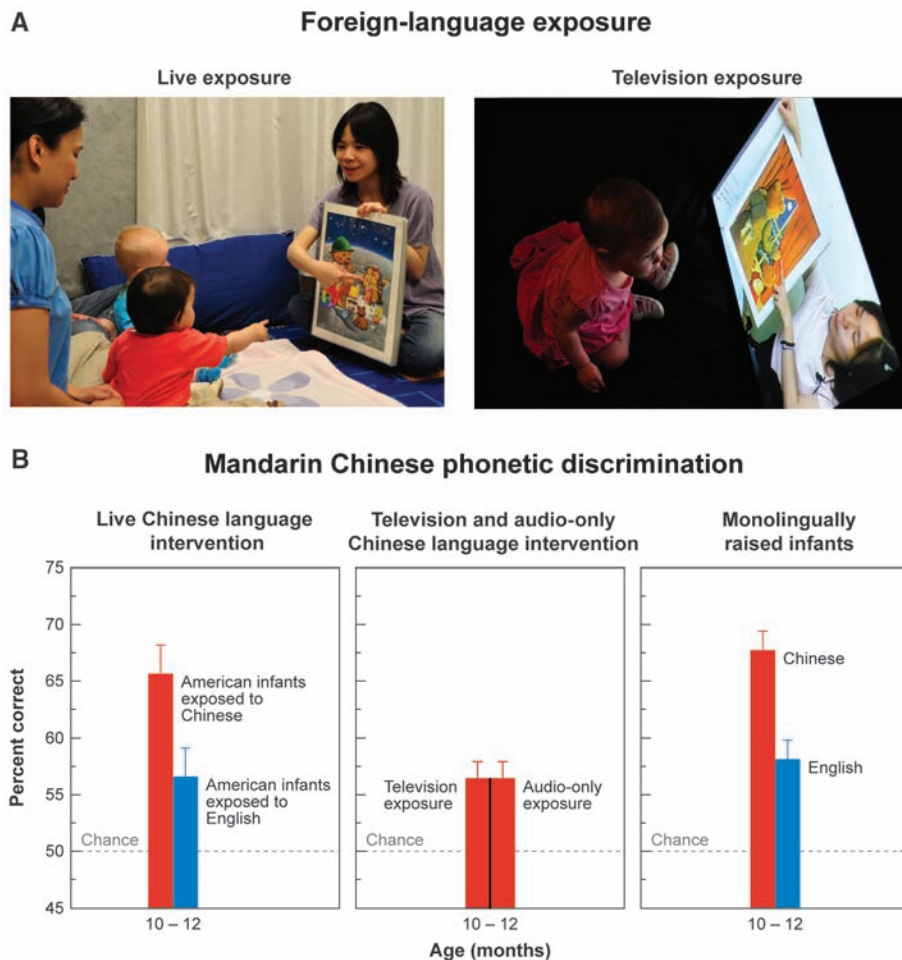 A
Foreign-language exposure
Live exposure
Television exposure
B
Mandarin Chinese phonetic discrimination
Live Chinese language
intervention
Television and audio-only
Chinese language intervention
Monolingually
raised infants
Percent correct
75
70
65
60
55
50
45
American infants
exposed to
Chinese
American infants
exposed to
English
Chance
10 – 12
Television
exposure
Audio-only
exposure
Chance
10 – 12
Chinese
English
Chance
10 – 12
Age (months)